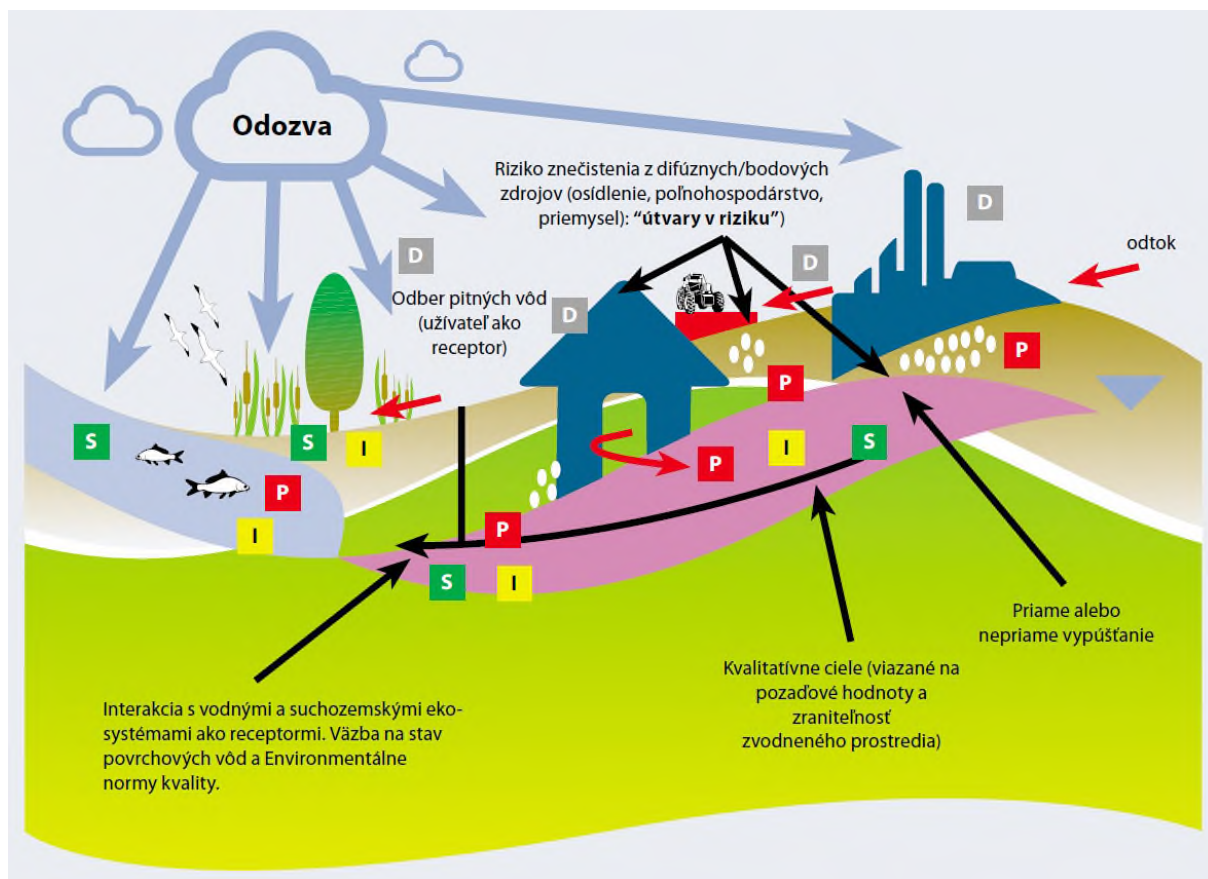 Odozva
Riziko znečistenia z difúznych/bodových
zdrojov (osídlenie, poľnohospodárstvo,
priemysel): “útvary v riziku”)
D
odtok
D
D
Odber pitných vôd
(užívateľ ako
receptor)
D
P
P
S
S
I
I
S
P
P
I
P
S
I
Priame alebo
nepriame vypúšťanie
Kvalitatívne ciele (viazané na
pozaďové hodnoty a
zraniteľnosť
zvodneného prostredia)
Interakcia s vodnými a suchozemskými eko-
systémami ako receptormi. Väzba na stav
povrchových vôd a Environmentálne
normy kvality.